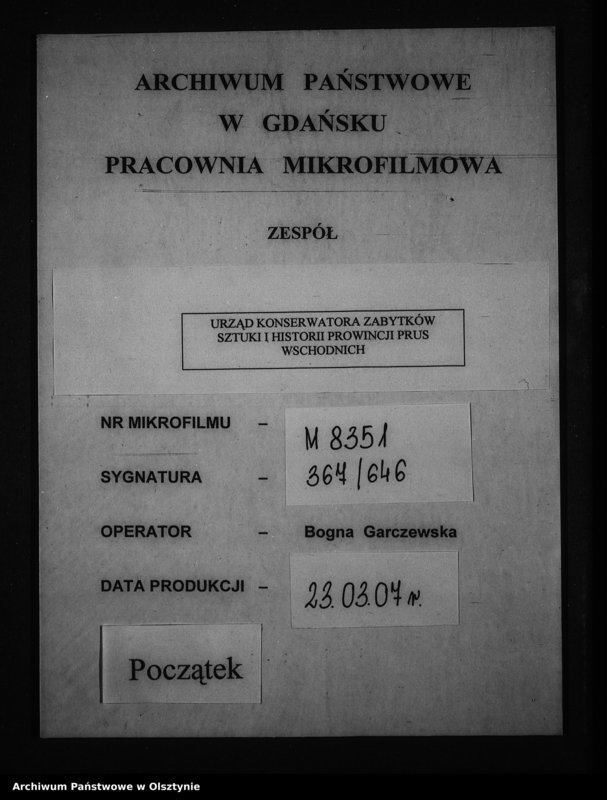 ARCHIWUM PAŃSTWOWE
W GDAŃSKU
PRACOWNIA MIKROFILMOWA
ZESPÓŁ
URZĄD KONSERWATORA ZABYTKÓW
SZTUKI I HISTORII PROWINCJI PRUS
WSCHODNICH
NR MIKROFILMU – M 8351
SYGNATURA – 367/646
OPERATOR – Bogna Garczewska
DATA PRODUKCJI – 23.03.07 r.
Początek
Archiwum Państwowe w Olsztynie